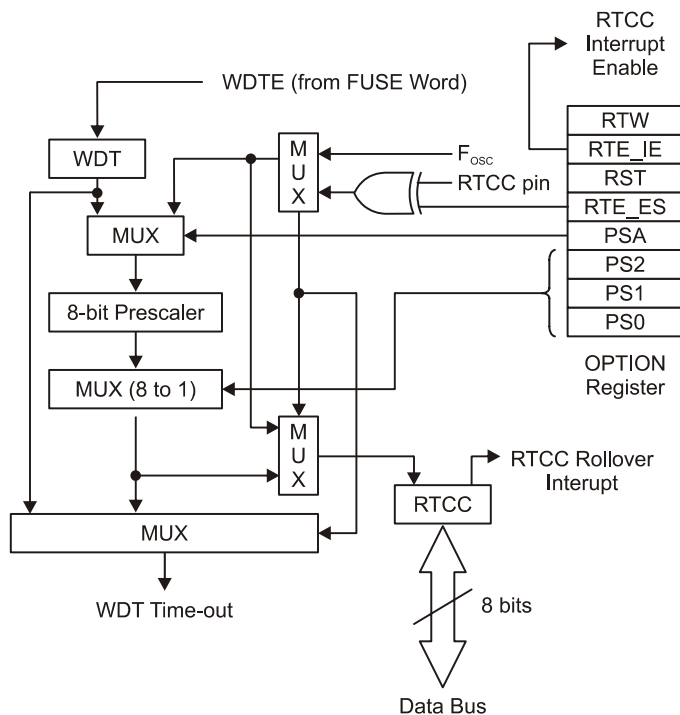 RTCC
Interrupt
Enable
WDTE (from FUSE Word)
RTW
WDT
M
U
X
FOSC
RTE_IE
RTCC pin
RST
RTE_ES
MUX
PSA
PS2
8-bit Prescaler
PS1
PS0
MUX (8 to 1)
OPTION
Register
M
U
X
RTCC Rollover
Interupt
RTCC
MUX
WDT Time-out
8 bits
Data Bus